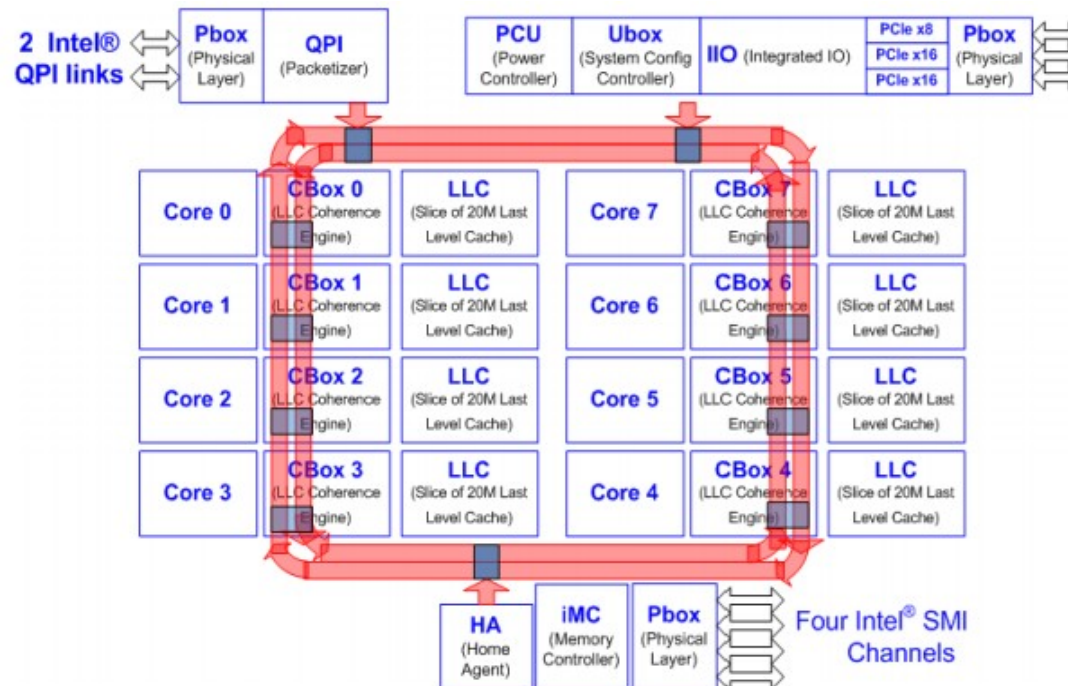 2 Intel®
QPI links
Pbox
(Physical
Layer)
QPI
(Packetizer)
PCU
(Power
Controller)
Ubox
(System Config
Controller)
IIO (Integrated IO)
PCIe x8
PCIe x16
PCIe x16
Pbox
(Physical
Layer)
Core 0
CBox 0
(LLC Coherence
Engine)
LLC
(Slice of 20M Last
Level Cache)
Core 7
CBox 7
(LLC Coherence
Engine)
LLC
(Slice of 20M Last
Level Cache)
Core 1
CBox 1
(LLC Coherence
Engine)
LLC
(Slice of 20M Last
Level Cache)
Core 6
CBox 6
(LLC Coherence
Engine)
LLC
(Slice of 20M Last
Level Cache)
Core 2
CBox 2
(LLC Coherence
Engine)
LLC
(Slice of 20M Last
Level Cache)
Core 5
CBox 5
(LLC Coherence
Engine)
LLC
(Slice of 20M Last
Level Cache)
Core 3
CBox 3
(LLC Coherence
Engine)
LLC
(Slice of 20M Last
Level Cache)
Core 4
CBox 4
(LLC Coherence
Engine)
LLC
(Slice of 20M Last
Level Cache)
HA
(Home
Agent)
iMC
(Memory
Controller)
Pbox
(Physical
Layer)
Four Intel® SMI
Channels